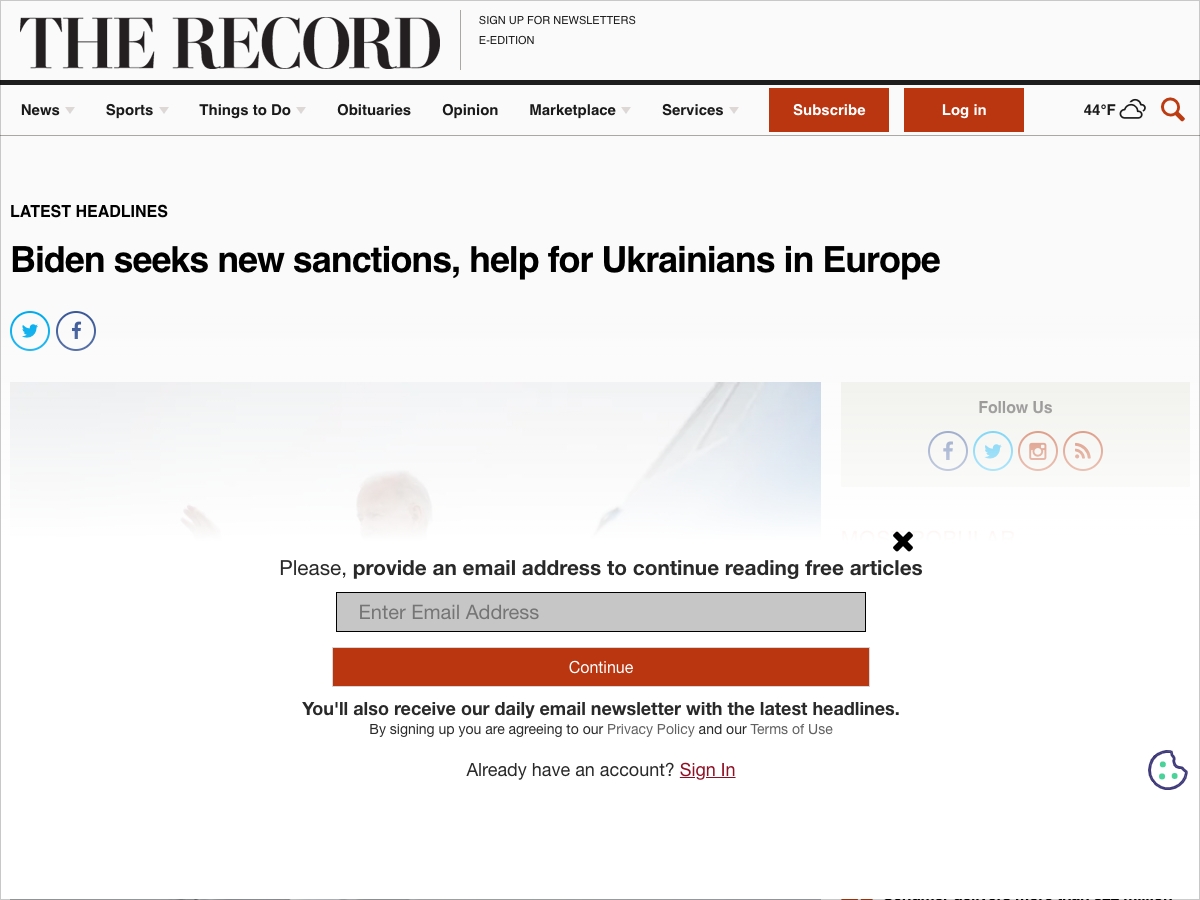 THE RECORD
SIGN UP FOR NEWSLETTERS
E-EDITION
News
Sports
Things to Do
Obituaries
Opinion
Marketplace
Services
Subscribe
Log in
44°F
LATEST HEADLINES
Biden seeks new sanctions, help for Ukrainians in Europe
Follow Us
MOST POPULAR
Please, provide an email address to continue reading free articles
Enter Email Address
Continue
You'll also receive our daily email newsletter with the latest headlines.
By signing up you are agreeing to our Privacy Policy and our Terms of Use
Already have an account? Sign In